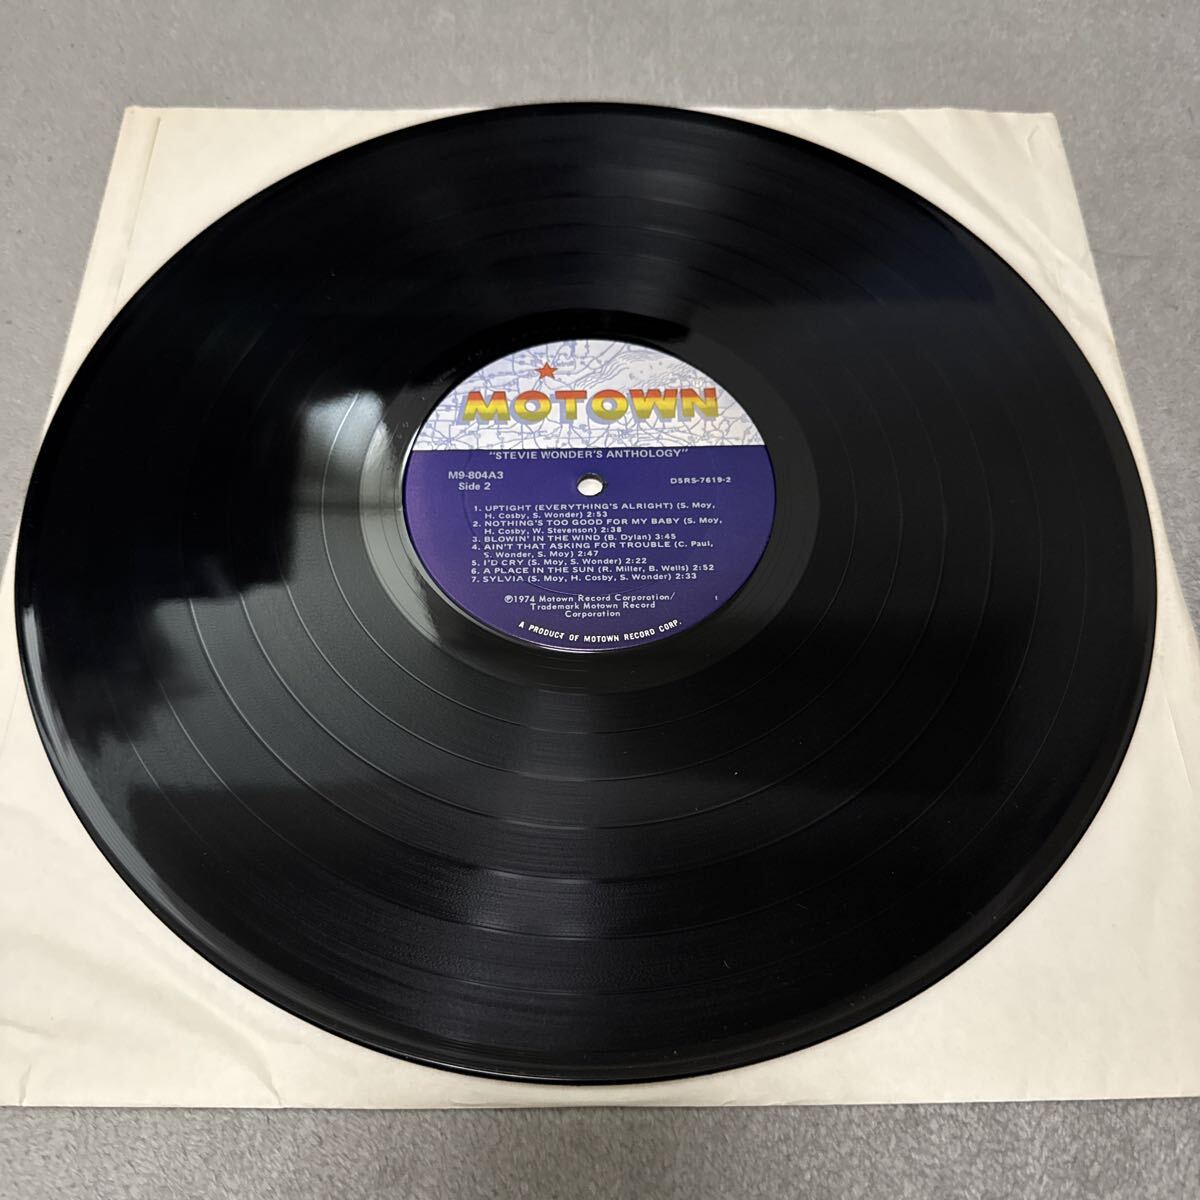 MOTOWN
"STEVIE WONDER'S ANTHOLOGY"
M9-804A3
Side 2
DSRS-7619-2
1. UPTIGHT (EVERYTHING'S ALRIGHT) (S. Moy,
H. Cosby, S. Wonder) 2:53
2. NOTHING'S TOO GOOD FOR MY BABY (S. Moy,
H. Cosby, W. Stevenson) 2:38
3. BLOWIN' IN THE WIND (B. Dylan) 3:45
4. AIN'T THAT ASKING FOR TROUBLE (C. Paul,
S. Wonder, S. Moy) 2:47
5. I'D CRY (S. Moy, S. Wonder) 2:22
6. A PLACE IN THE SUN (R. Miller, B. Wells) 2:52
7. SYLVIA (S. Moy, H. Cosby, S. Wonder) 2:33
℗1974 Motown Record Corporation/
Trademark Motown Record
Corporation
I
A PRODUCT OF MOTOWN RECORD CORP.